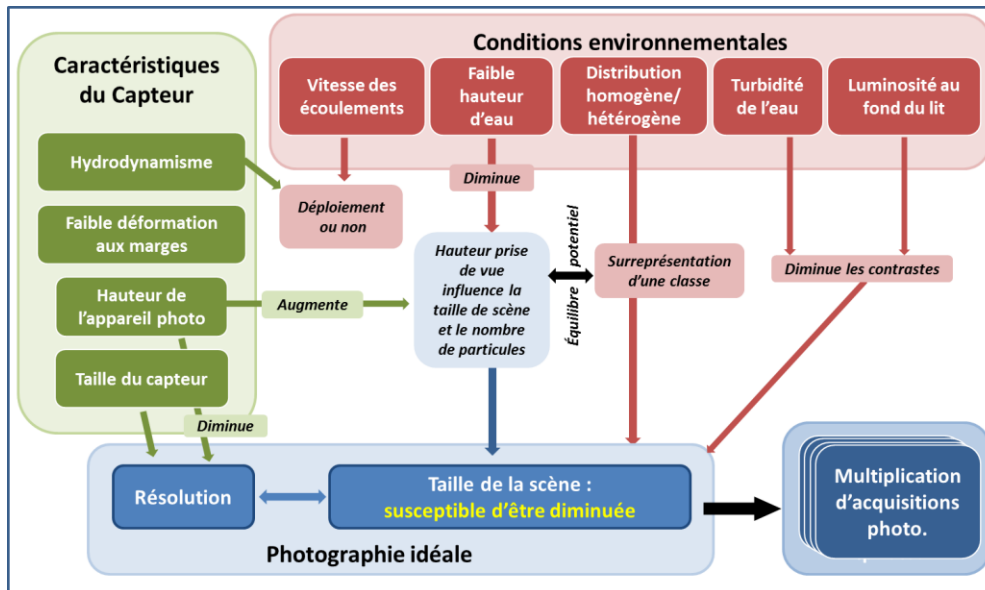 Conditions environnementales
Vitesse des
écoulements
Faible
hauteur
d'eau
Distribution
homogène/
hétérogène
Turbidité
de l'eau
Luminosité au
fond du lit
Caractéristiques
du Capteur
Hydrodynamisme
Faible déformation
aux marges
Hauteur de
l'appareil photo
Taille du capteur
Diminue
Déploiement
ou non
Augmente
Hauteur prise
de vue
influence la
taille de scène
et le nombre
de particules
Équilibre potentiel
Surreprésentation
d'une classe
Diminue les contrastes
Diminue
Résolution
Taille de la scène :
susceptible d'être diminuée
Photographie idéale
Multiplication
d'acquisitions
photo.